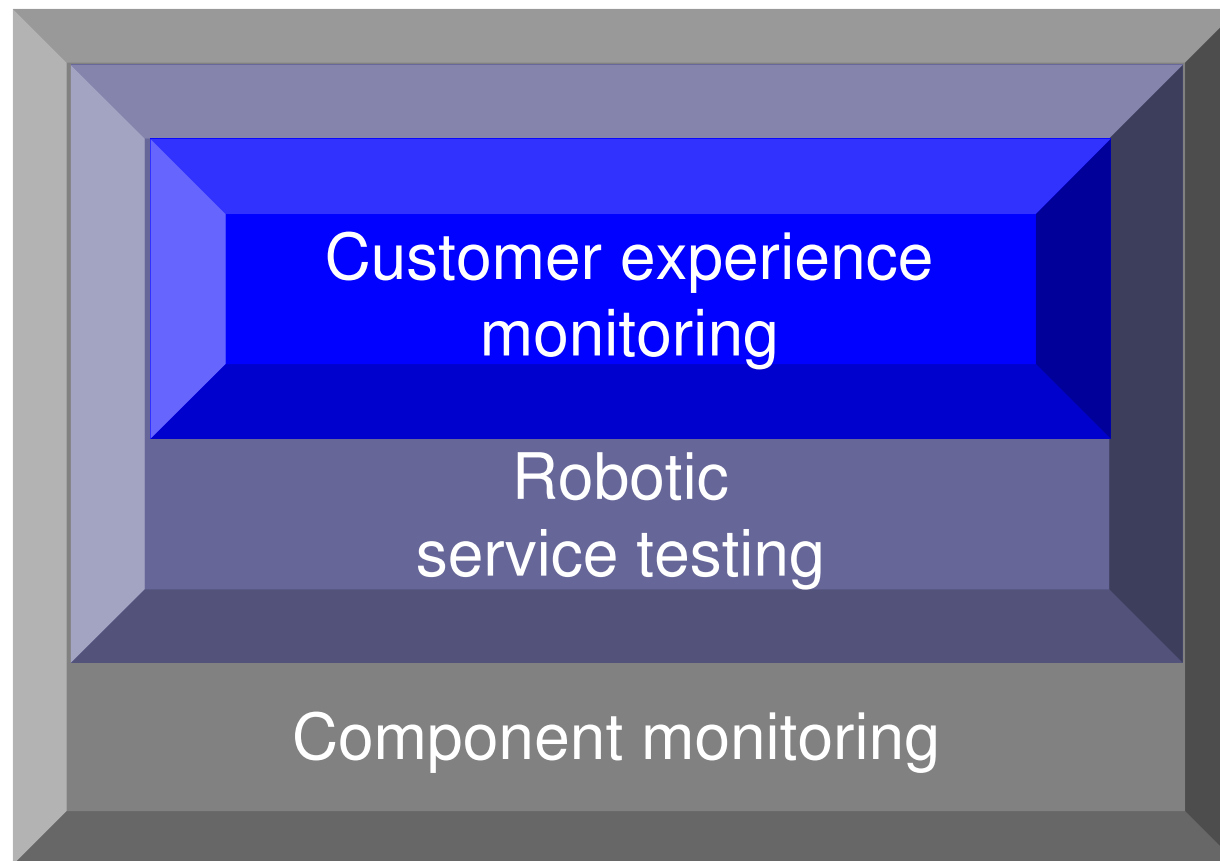 Customer experience
monitoring
Robotic
service testing
Component monitoring